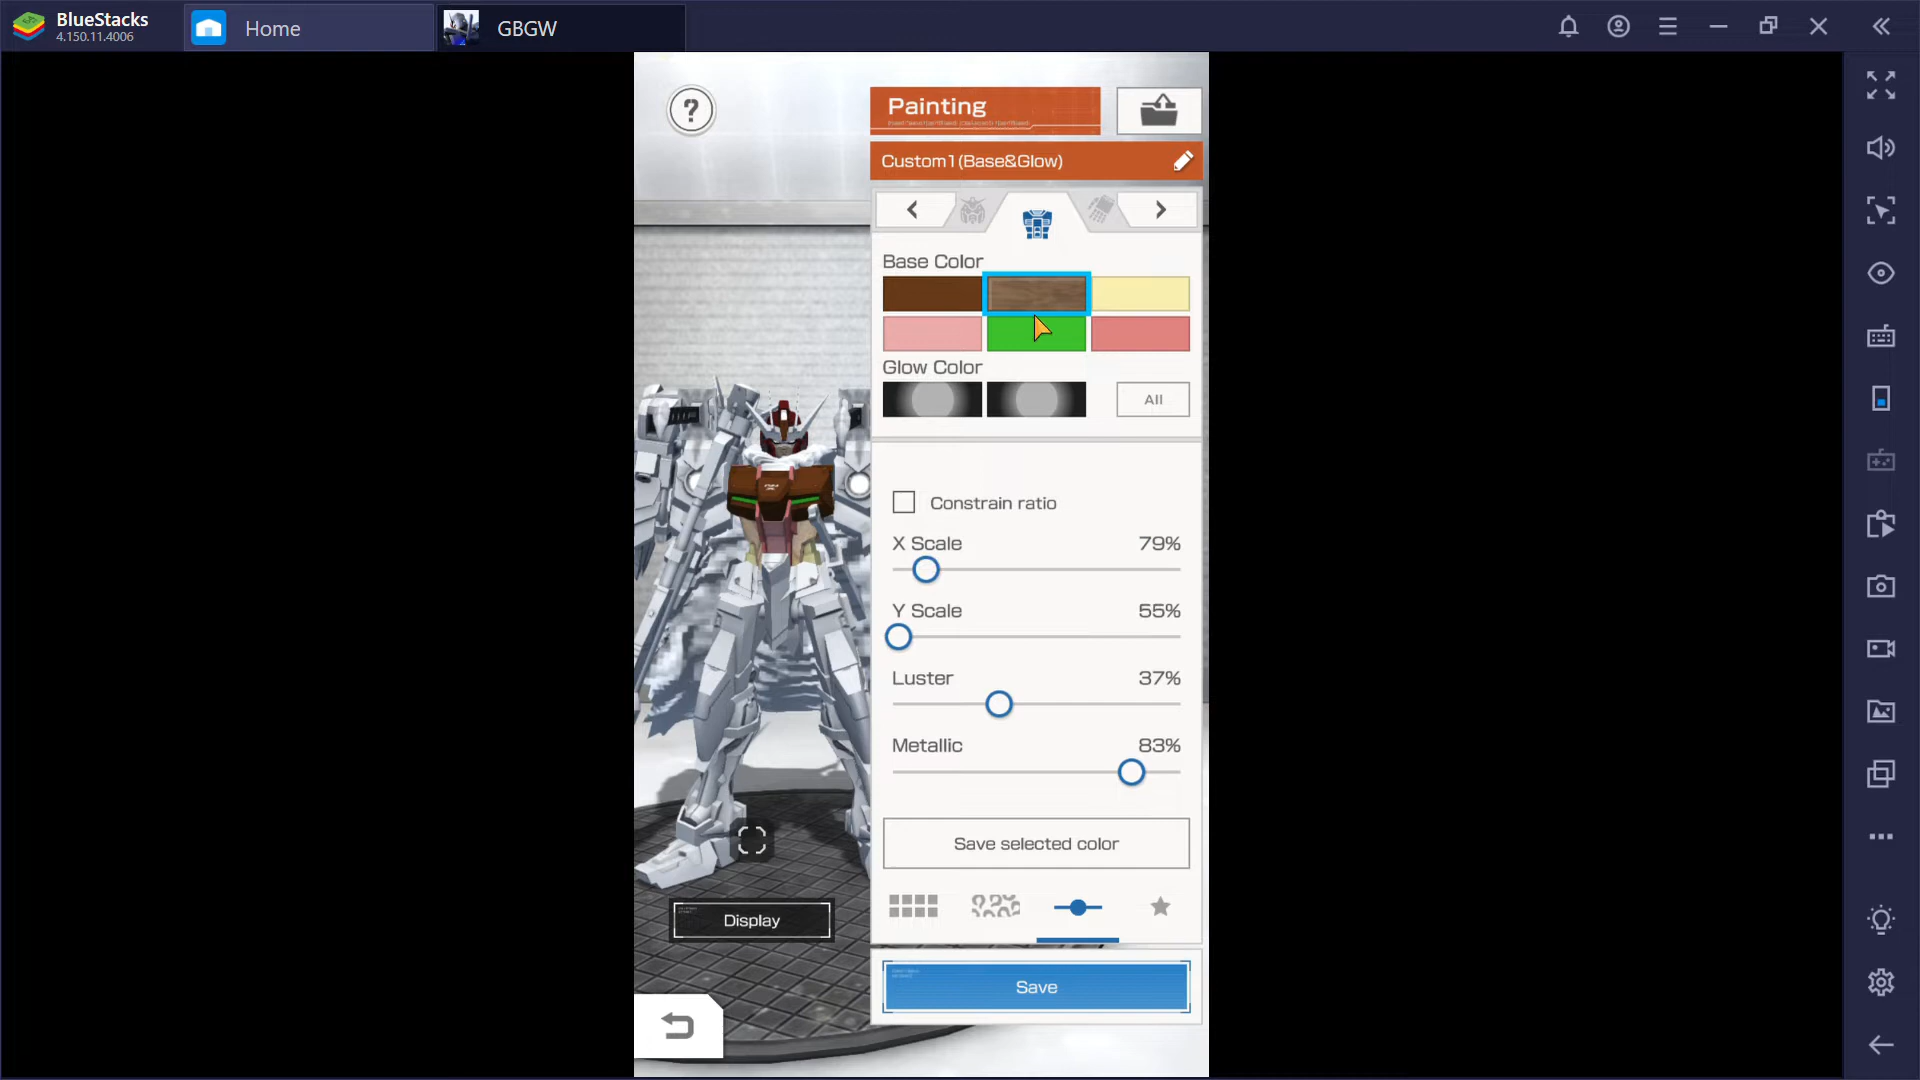 BlueStacks
4.150.11.4006
Home
GBGW
?
Painting
Custom1(Base&Glow)
Base Color
Glow Color
All
Constrain ratio
X Scale 79%
Y Scale 55%
Luster 37%
Metallic 83%
Save selected color
Display
Save